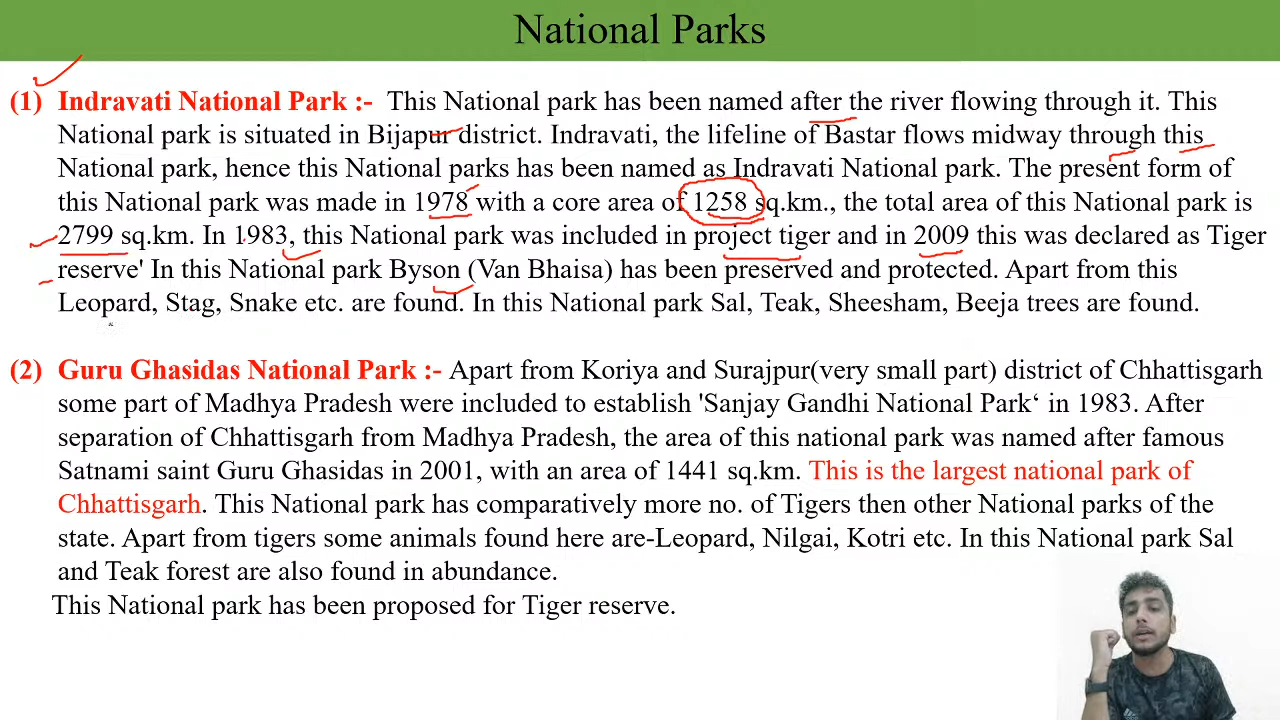 National Parks
(1) Indravati National Park :- This National park has been named after the river flowing through it. This
National park is situated in Bijapur district. Indravati, the lifeline of Bastar flows midway through this
National park, hence this National parks has been named as Indravati National park. The present form of
this National park was made in 1978 with a core area of 1258 sq.km., the total area of this National park is
2799 sq.km. In 1983, this National park was included in project tiger and in 2009 this was declared as Tiger
reserve' In this National park Byson (Van Bhaisa) has been preserved and protected. Apart from this
Leopard, Stag, Snake etc. are found. In this National park Sal, Teak, Sheesham, Beeja trees are found.
(2) Guru Ghasidas National Park :- Apart from Koriya and Surajpur(very small part) district of Chhattisgarh
some part of Madhya Pradesh were included to establish 'Sanjay Gandhi National Park‘ in 1983. After
separation of Chhattisgarh from Madhya Pradesh, the area of this national park was named after famous
Satnami saint Guru Ghasidas in 2001, with an area of 1441 sq.km. This is the largest national park of
Chhattisgarh. This National park has comparatively more no. of Tigers then other National parks of the
state. Apart from tigers some animals found here are-Leopard, Nilgai, Kotri etc. In this National park Sal
and Teak forest are also found in abundance.
This National park has been proposed for Tiger reserve.